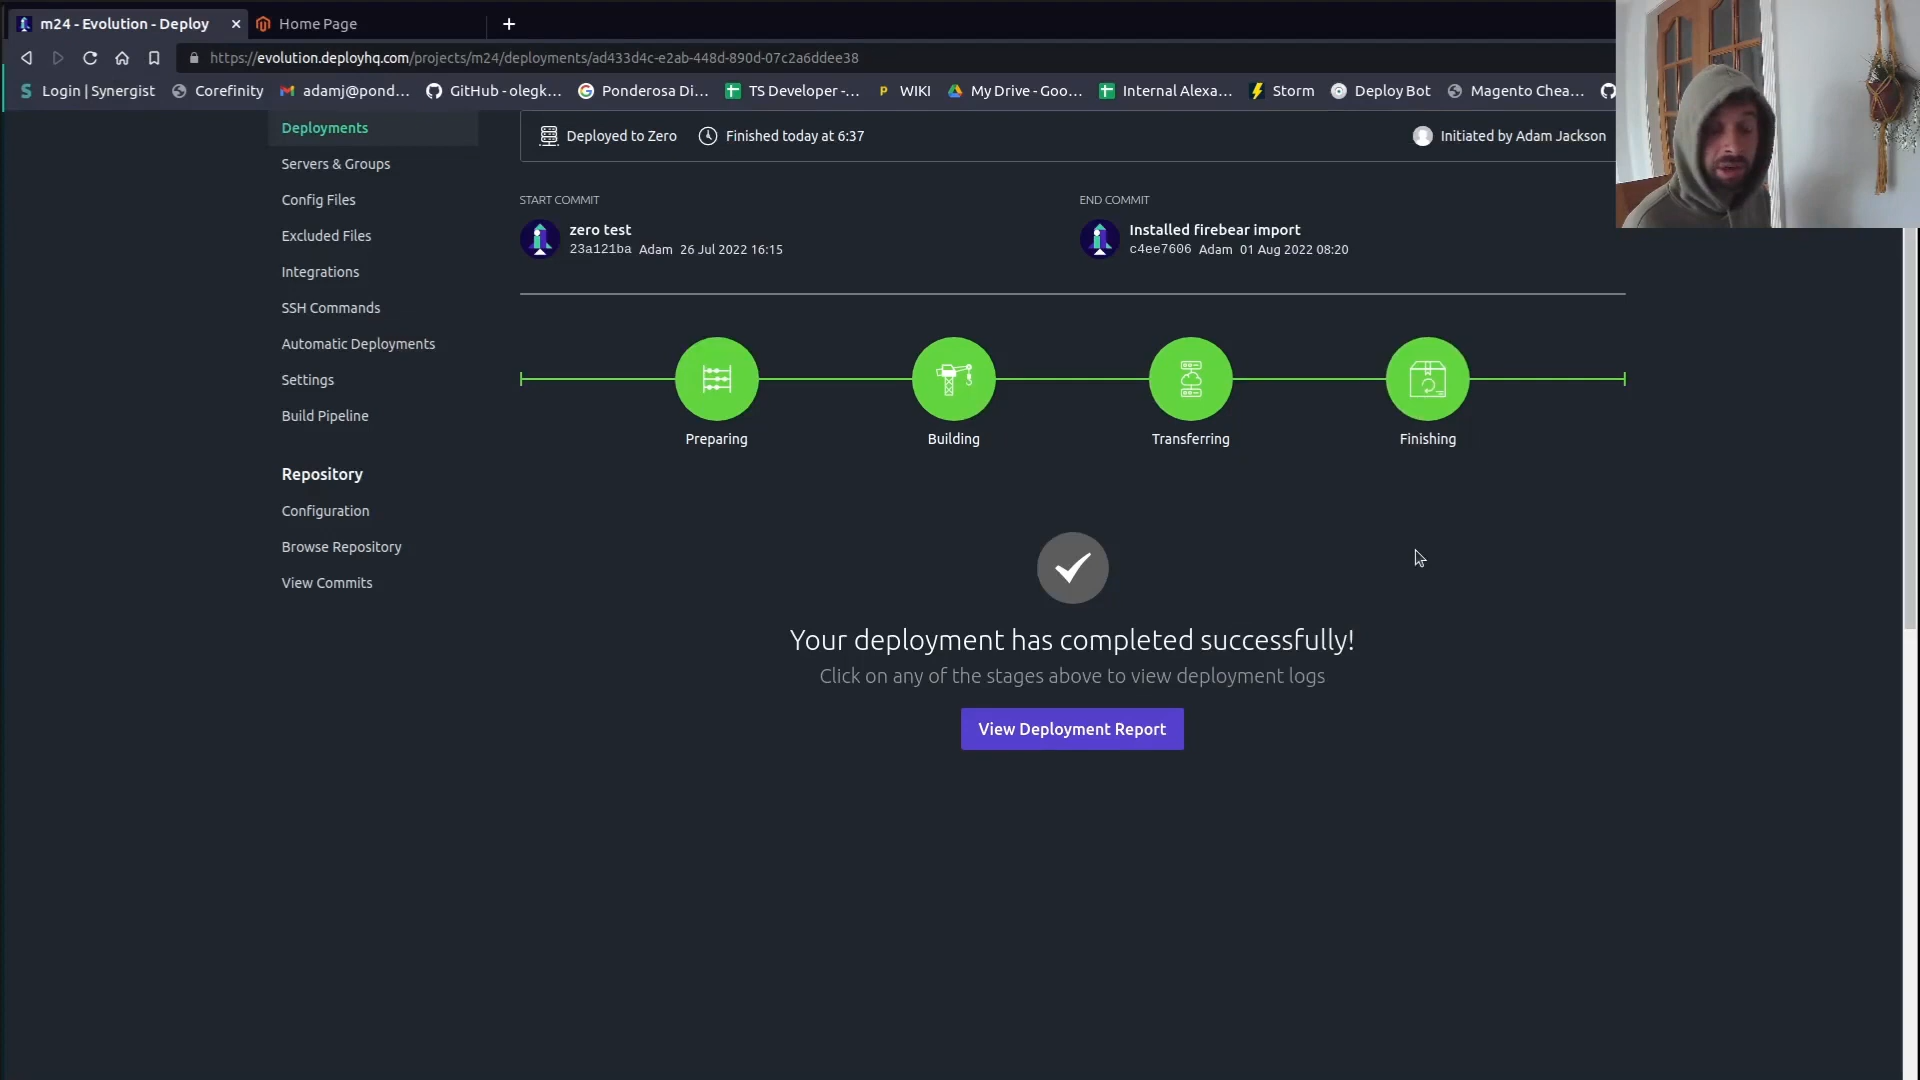 m24 - Evolution - Deploy
Home Page
https://evolution.deployhq.com/projects/m24/deployments/ad433d4c-e2ab-448d-890d-07c2a6ddee38
Login | Synergist
Corefinity
adamj@pond...
GitHub - olegk...
Ponderosa Di...
TS Developer -...
WIKI
My Drive - Goo...
Internal Alexa...
Storm
Deploy Bot
Magento Chea...
Deployments
Servers & Groups
Config Files
Excluded Files
Integrations
SSH Commands
Automatic Deployments
Settings
Build Pipeline
Repository
Configuration
Browse Repository
View Commits
Deployed to Zero
Finished today at 6:37
Initiated by Adam Jackson
START COMMIT
zero test
23a121ba Adam 26 Jul 2022 16:15
END COMMIT
Installed firebear import
c4ee7606 Adam 01 Aug 2022 08:20
Preparing
Building
Transferring
Finishing
Your deployment has completed successfully!
Click on any of the stages above to view deployment logs
View Deployment Report